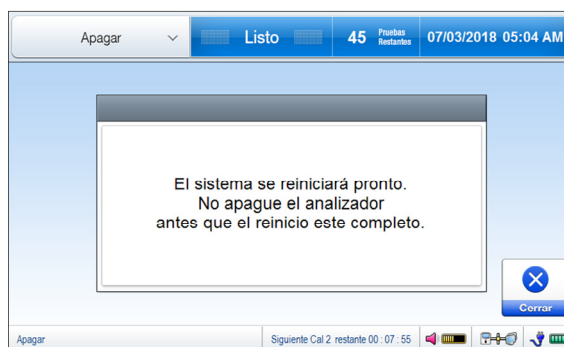 Apagar
Listo
45 Pruebas Restantes
07/03/2018 05:04 AM
El sistema se reiniciará pronto.
No apague el analizador
antes que el reinicio este completo.
Cerrar
Apagar
Siguiente Cal 2 restante 00 : 07 : 55